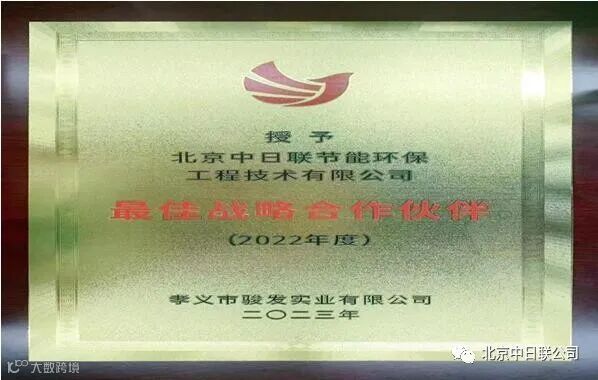 授予
北京中日联节能环保
工程技术有限公司
最佳战略合作伙伴
(2022年度)
孝义市骏发实业有限公司
二〇二三年
大数跨境
北京中日联公司